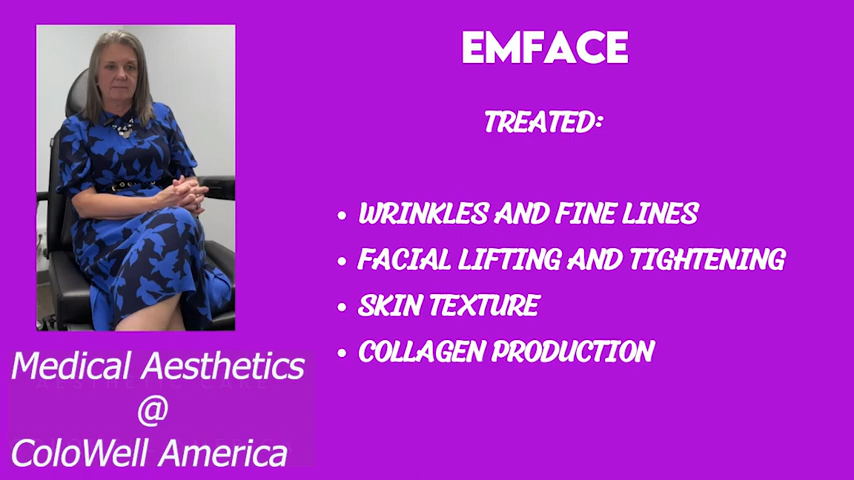 EMFACE
TREATED:
• WRINKLES AND FINE LINES
• FACIAL LIFTING AND TIGHTENING
• SKIN TEXTURE
• COLLAGEN PRODUCTION
Medical Aesthetics
@
ColoWell America